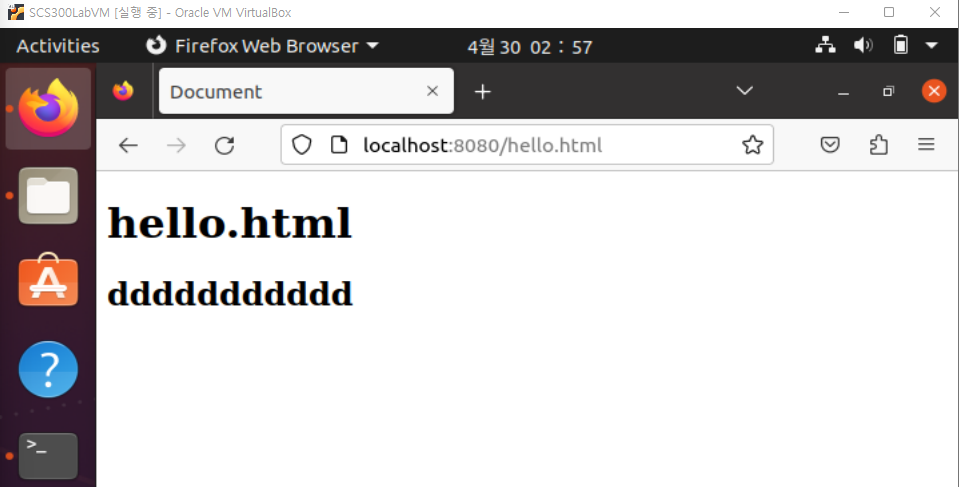 SCS300LabVM [실행 중] - Oracle VM VirtualBox
Activities Firefox Web Browser 4월 30 02 : 57
Document
localhost:8080/hello.html
hello.html
ddddddddddd